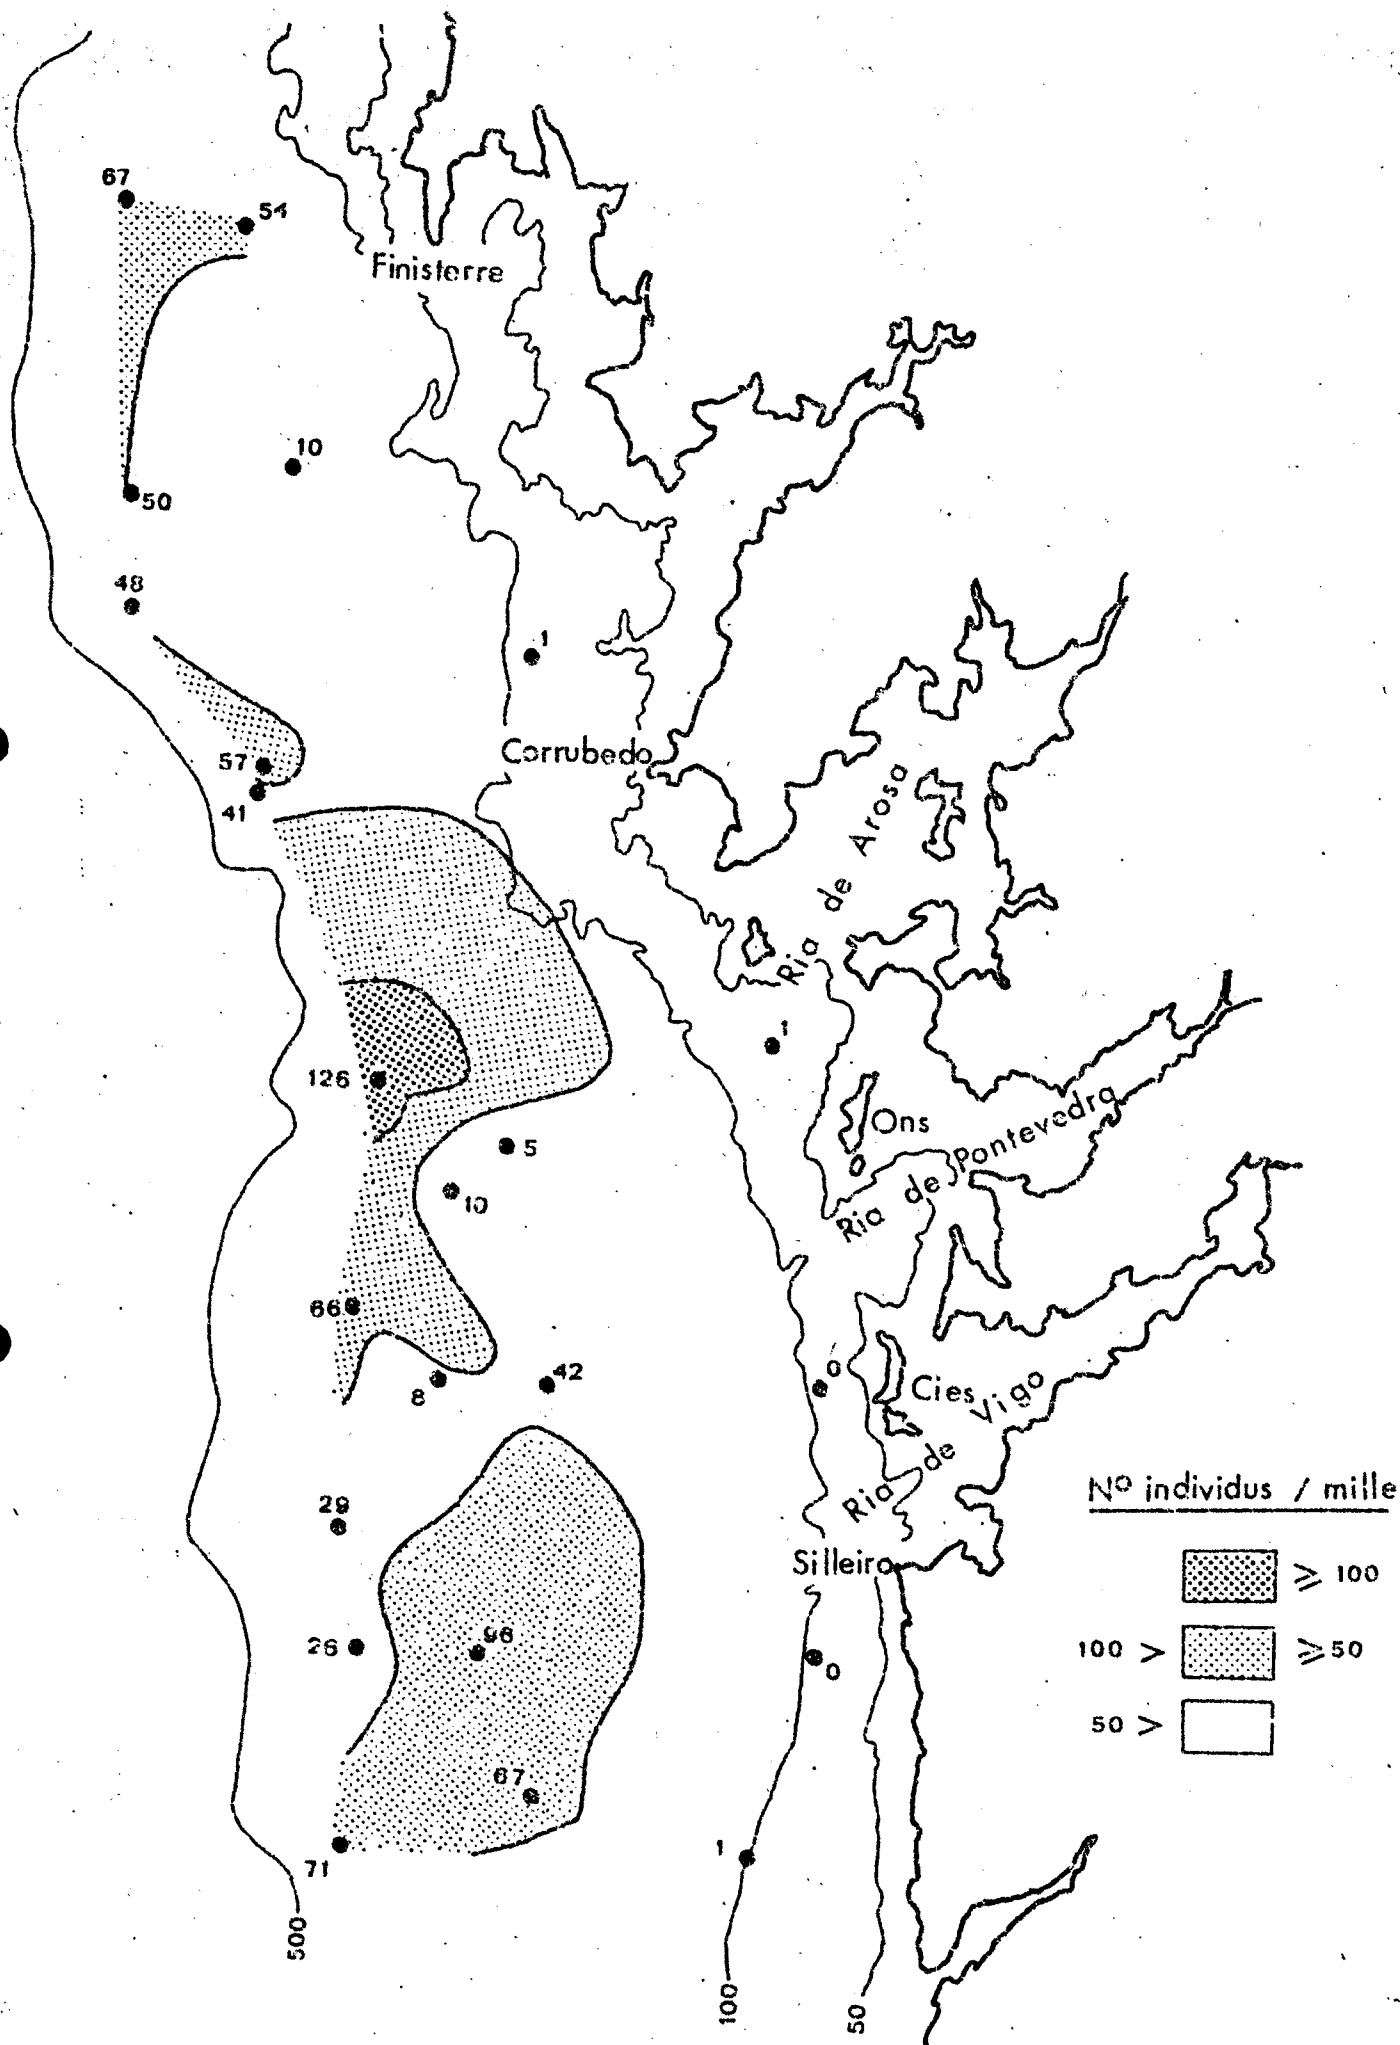 67
54
Finisterre
10
50
48
1
Corrubedo
57
41
Ria de Arosa
126
1
Ons
5
Ria de Pontevedra
10
66
8
42
0
Cies
Ria de Vigo
29
Silleiro
26
96
0
67
71
1
500
100
50
Nº individus / mille
≥ 100
100 > ≥ 50
50 >